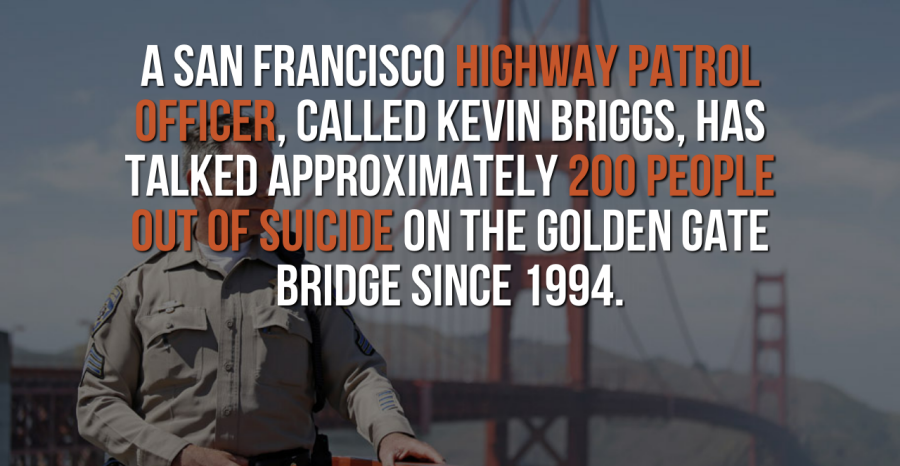 A SAN FRANCISCO HIGHWAY PATROL
OFFICER, CALLED KEVIN BRIGGS, HAS
TALKED APPROXIMATELY 200 PEOPLE
OUT OF SUICIDE ON THE GOLDEN GATE
BRIDGE SINCE 1994.